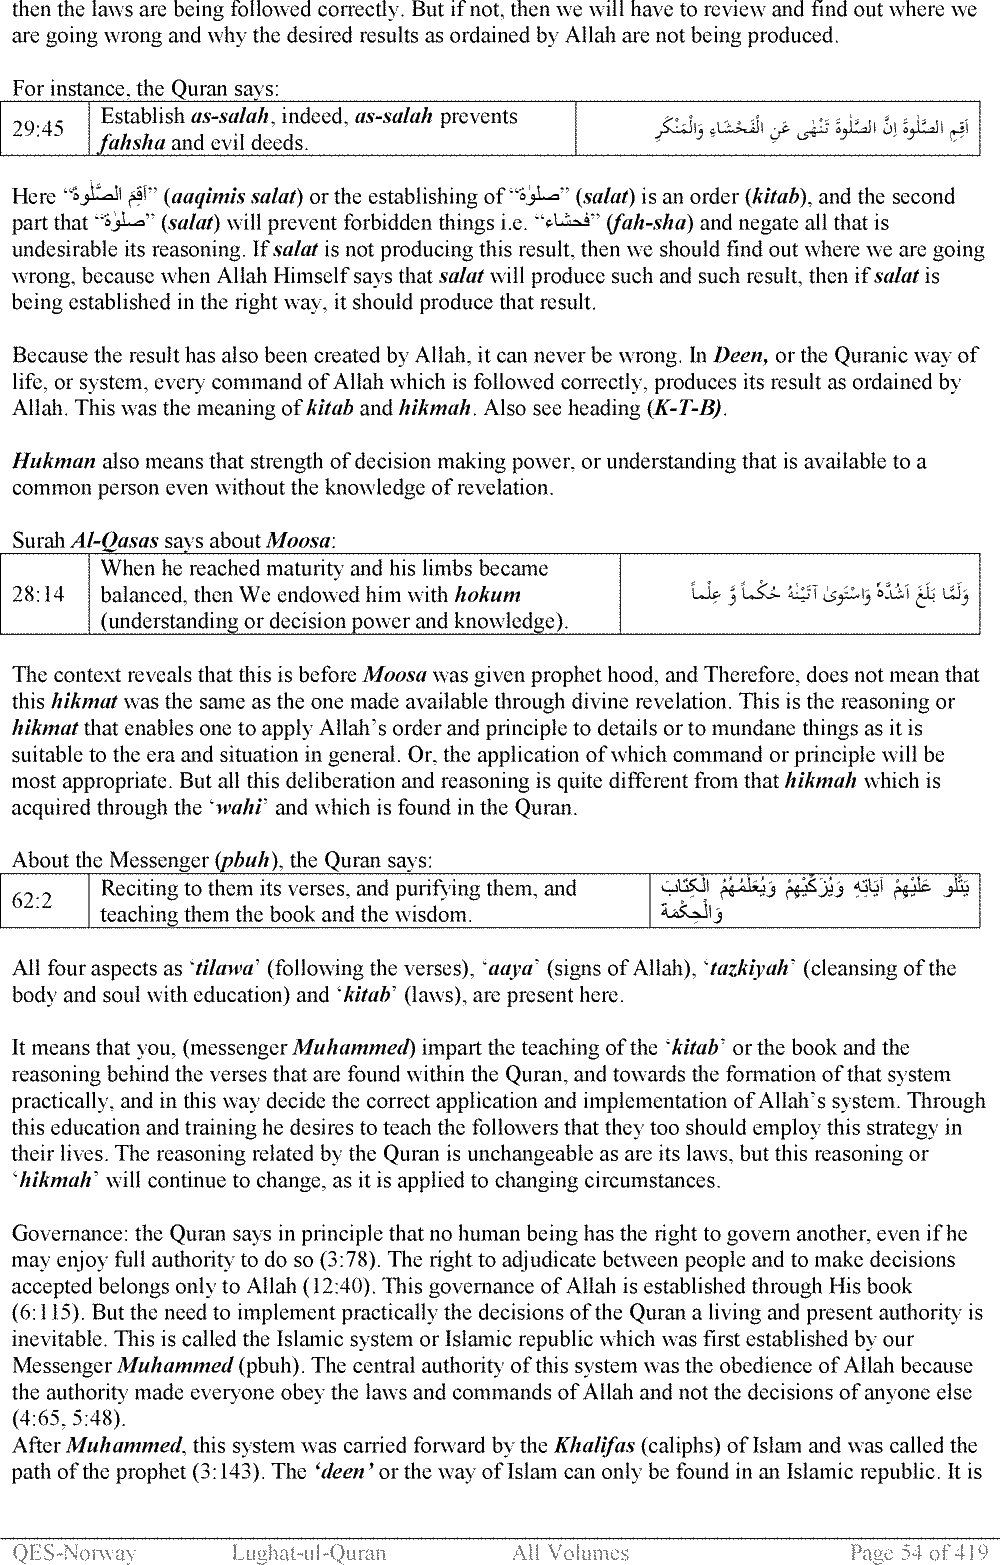 then the laws are being followed correctly. But if not, then we will have to review and find out where we
are going wrong and why the desired results as ordained by Allah are not being produced.
For instance, the Quran says:
29:45 Establish as-salah, indeed, as-salah prevents اَقِمِ الصَّلٰوةَ اِنَّ الصَّلٰوةَ تَنْهٰى عَنِ الْفَحْشَاءِ وَالْمَنْكَرِ
fahsha and evil deeds.
Here “اَقِمَ الصَّلٰوةً” (aaqimis salat) or the establishing of “صلوٰة” (salat) is an order (kitab), and the second
part that “صلوٰة” (salat) will prevent forbidden things i.e. “فحشاء” (fah-sha) and negate all that is
undesirable its reasoning. If salat is not producing this result, then we should find out where we are going
wrong, because when Allah Himself says that salat will produce such and such result, then if salat is
being established in the right way, it should produce that result.
Because the result has also been created by Allah, it can never be wrong. In Deen, or the Quranic way of
life, or system, every command of Allah which is followed correctly, produces its result as ordained by
Allah. This was the meaning of kitab and hikmah. Also see heading (K-T-B).
Hukman also means that strength of decision making power, or understanding that is available to a
common person even without the knowledge of revelation.
Surah Al-Qasas says about Moosa:
When he reached maturity and his limbs became
28:14 balanced, then We endowed him with hokum وَلَمَّا بَلَغَ اَشُدَّهُ وَاسْتَوىٰ آتَيْنٰهُ حُكْماً وَّ عِلْماً
(understanding or decision power and knowledge).
The context reveals that this is before Moosa was given prophet hood, and Therefore, does not mean that
this hikmat was the same as the one made available through divine revelation. This is the reasoning or
hikmat that enables one to apply Allah’s order and principle to details or to mundane things as it is
suitable to the era and situation in general. Or, the application of which command or principle will be
most appropriate. But all this deliberation and reasoning is quite different from that hikmah which is
acquired through the ‘wahi’ and which is found in the Quran.
About the Messenger (pbuh), the Quran says:
62:2 Reciting to them its verses, and purifying them, and يَتْلُو عَلَيْهِمْ آيَاتِهِ وَيُزَكِّيْهِمْ وَيُعَلِّمُهُمُ الْكِتَابَ
teaching them the book and the wisdom. وَالْحِكْمَةَ
All four aspects as ‘tilawa’ (following the verses), ‘aaya’ (signs of Allah), ‘tazkiyah’ (cleansing of the
body and soul with education) and ‘kitab’ (laws), are present here.
It means that you, (messenger Muhammed) impart the teaching of the ‘kitab’ or the book and the
reasoning behind the verses that are found within the Quran, and towards the formation of that system
practically, and in this way decide the correct application and implementation of Allah’s system. Through
this education and training he desires to teach the followers that they too should employ this strategy in
their lives. The reasoning related by the Quran is unchangeable as are its laws, but this reasoning or
‘hikmah’ will continue to change, as it is applied to changing circumstances.
Governance: the Quran says in principle that no human being has the right to govern another, even if he
may enjoy full authority to do so (3:78). The right to adjudicate between people and to make decisions
accepted belongs only to Allah (12:40). This governance of Allah is established through His book
(6:115). But the need to implement practically the decisions of the Quran a living and present authority is
inevitable. This is called the Islamic system or Islamic republic which was first established by our
Messenger Muhammed (pbuh). The central authority of this system was the obedience of Allah because
the authority made everyone obey the laws and commands of Allah and not the decisions of anyone else
(4:65, 5:48).
After Muhammed, this system was carried forward by the Khalifas (caliphs) of Islam and was called the
path of the prophet (3:143). The ‘deen’ or the way of Islam can only be found in an Islamic republic. It is
QES-Norway Lughat-ul-Quran All Volumes Page 54 of 419